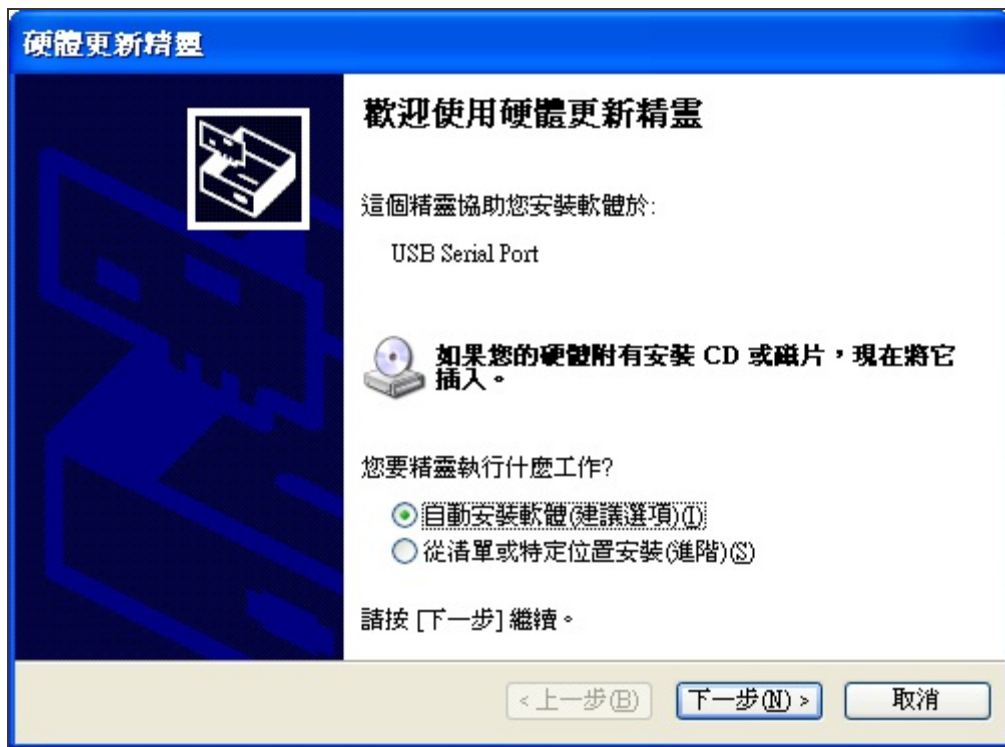 硬體更新精靈
歡迎使用硬體更新精靈
這個精靈協助您安裝軟體於:
USB Serial Port
如果您的硬體附有安裝 CD 或磁片，現在將它
插入。
您要精靈執行什麼工作?
自動安裝軟體(建議選項)(I)
從清單或特定位置安裝(進階)(S)
請按 [下一步] 繼續。
< 上一步(B)
下一步(N) >
取消